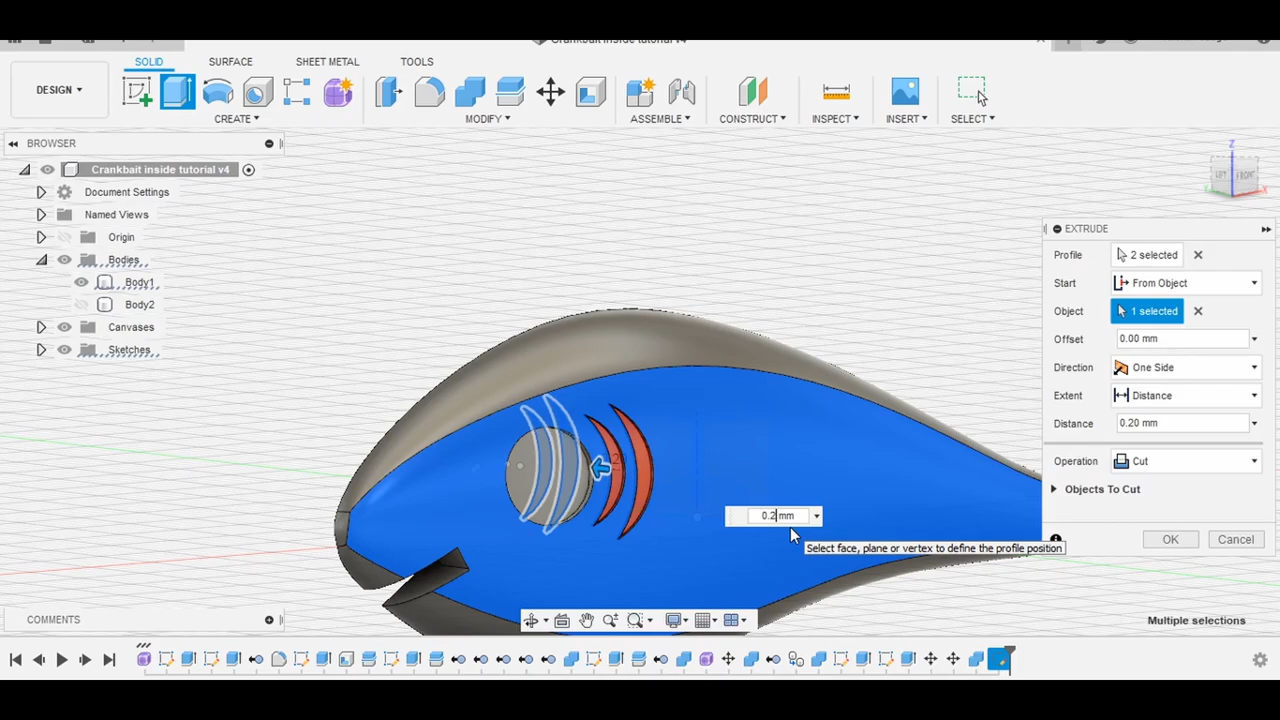 Crankbait inside tutorial v4
SOLID SURFACE SHEET METAL TOOLS
DESIGN
CREATE MODIFY ASSEMBLE CONSTRUCT INSPECT INSERT SELECT
BROWSER
Crankbait inside tutorial v4
Document Settings
Named Views
Origin
Bodies
Body1
Body2
Canvases
Sketches
Z
LEFT FRONT
X
EXTRUDE
Profile 2 selected
Start From Object
Object 1 selected
Offset 0.00 mm
Direction One Side
Extent Distance
Distance 0.20 mm
Operation Cut
Objects To Cut
OK Cancel
0.2 mm
Select face, plane or vertex to define the profile position
COMMENTS
Multiple selections